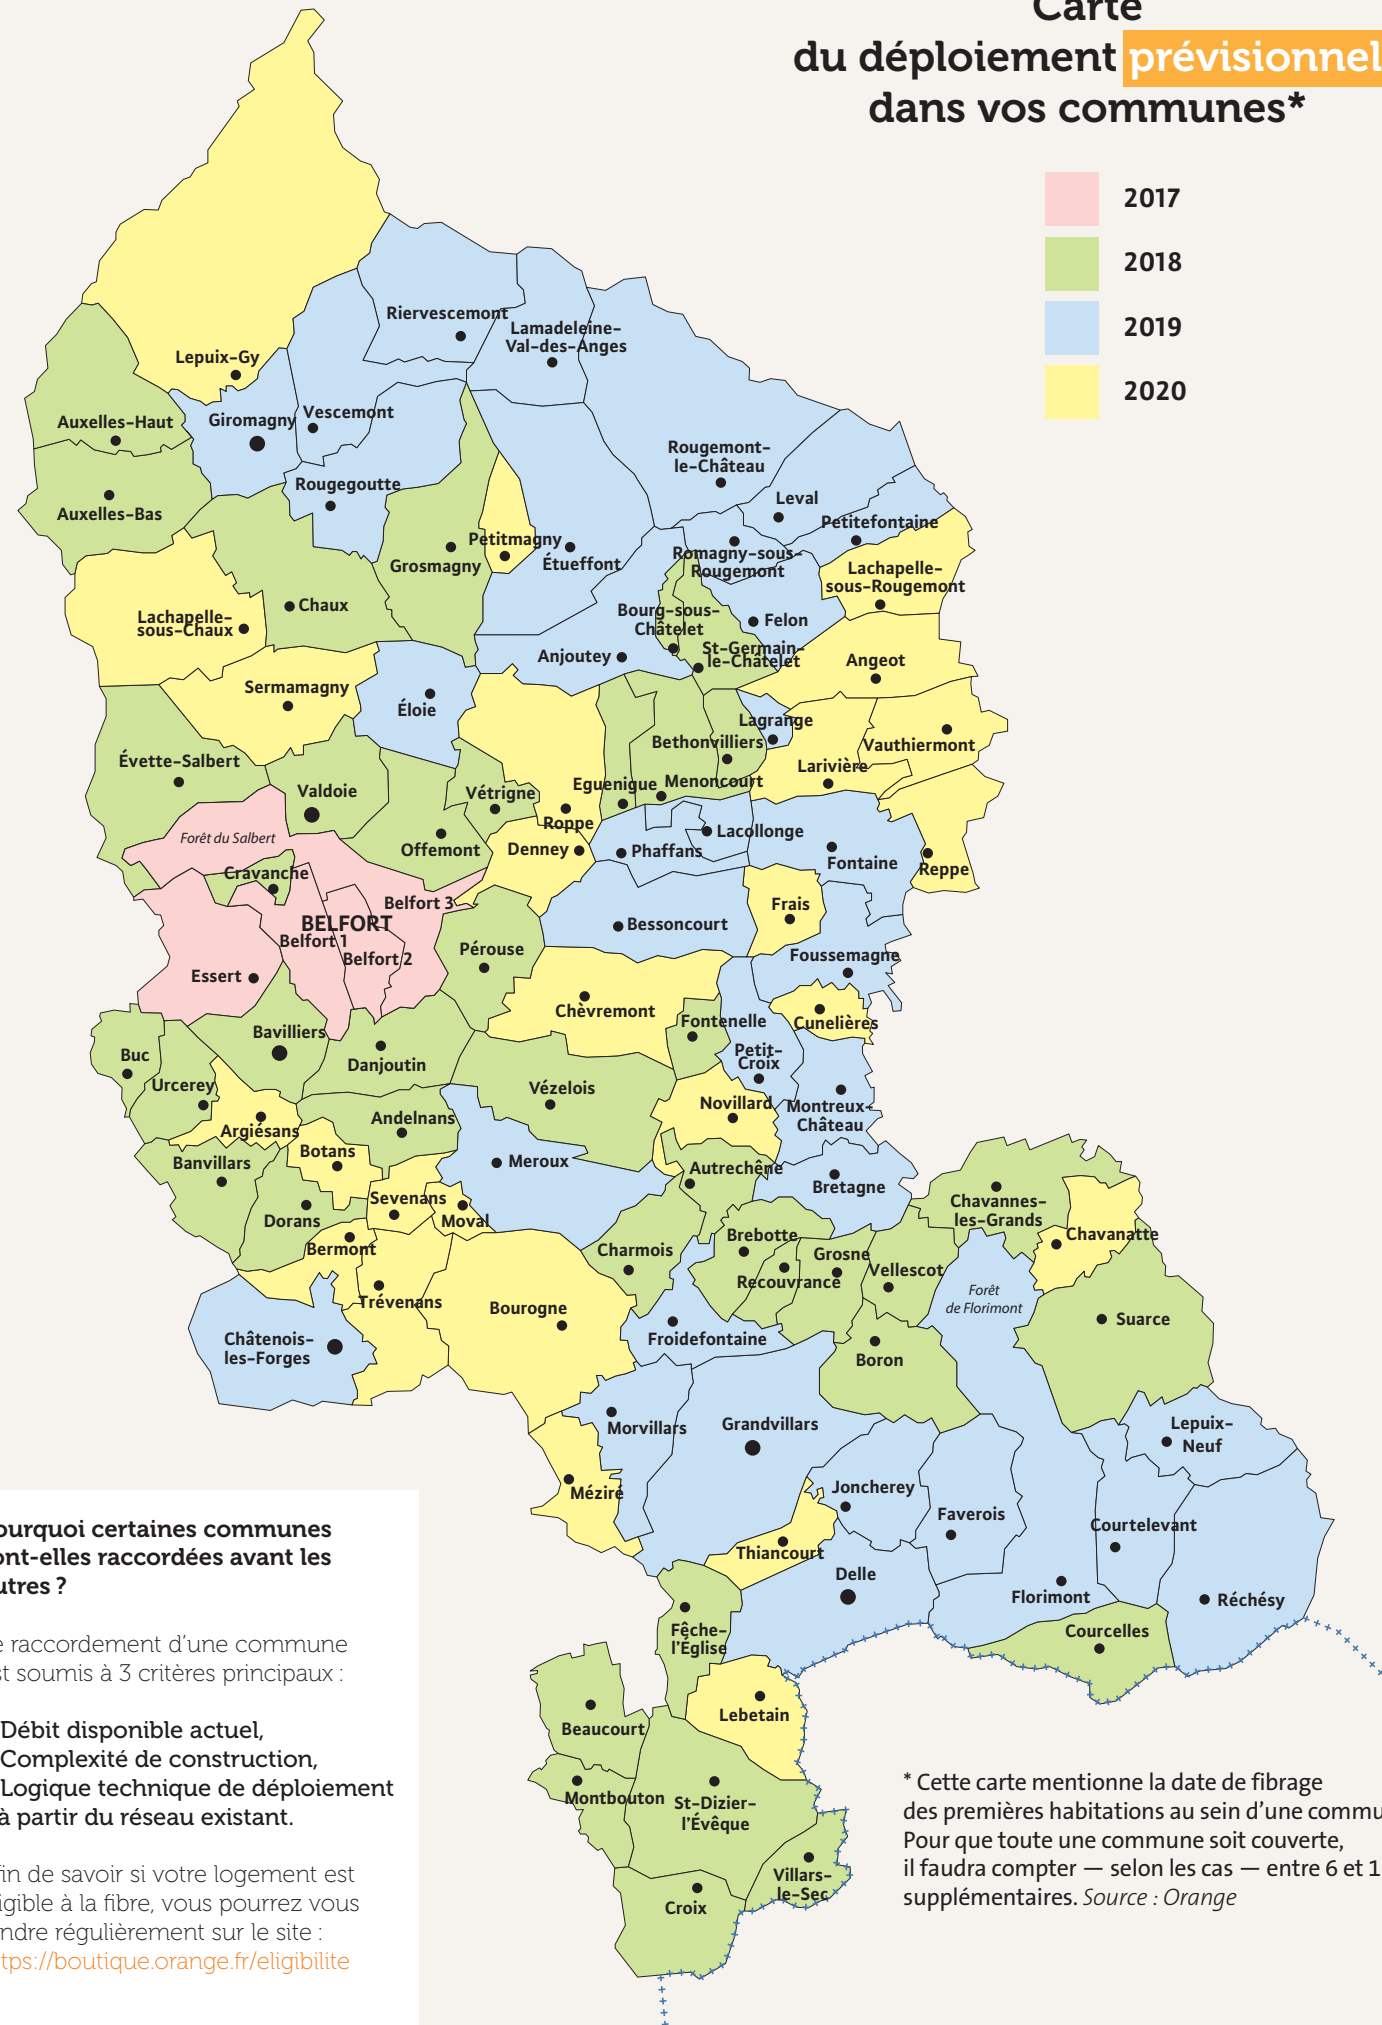 Carte
du déploiement prévisionnel
dans vos communes*
2017
2018
2019
2020
Riervescemont
Lamadeleine-
Val-des-Anges
Lepuix-Gy
Auxelles-Haut
Giromagny
Vescemont
Rougemont-
le-Château
Rougegoutte
Leval
Auxelles-Bas
Petitefontaine
Petitmagny
Grosmagny
Étueffont
Romagny-sous-
Rougemont
Lachapelle-
sous-Rougemont
Chaux
Lachapelle-
sous-Chaux
Bourg-sous-
Châtelet
Felon
Anjoutey
St-Germain-
le-Châtelet
Angeot
Sermamagny
Éloie
Lagrange
Bethonvilliers
Vauthiermont
Évette-Salbert
Larivière
Valdoie
Vétrigne
Eguenigue
Menoncourt
Roppe
Forêt du Salbert
Offemont
Denney
Phaffans
Lacollonge
Fontaine
Reppe
Cravanche
Belfort 3
Frais
BELFORT
Belfort 1
Belfort 2
Bessoncourt
Pérouse
Foussemagne
Essert
Chèvremont
Fontenelle
Cunelières
Bavilliers
Petit-
Croix
Buc
Danjoutin
Urcerey
Vézelois
Novillard
Montreux-
Château
Argiésans
Andelnans
Botans
Banvillars
Meroux
Autrechêne
Bretagne
Sevenans
Chavannes-
les-Grands
Dorans
Moval
Bermont
Charmois
Brebotte
Grosne
Chavanatte
Recouvrance
Vellescot
Trévenans
Bourogne
Forêt
de Florimont
Suarce
Châtenois-
les-Forges
Froidefontaine
Boron
Morvillars
Grandvillars
Lepuix-
Neuf
Méziré
Joncherey
Faverois
Courtelevant
Thiancourt
Delle
Florimont
Réchésy
Fêche-
l'Église
Courcelles
Lebetain
Beaucourt
Montbouton
St-Dizier-
l'Évêque
Villars-
le-Sec
Croix
ourquoi certaines communes
ont-elles raccordées avant les
utres ?
e raccordement d'une commune
st soumis à 3 critères principaux :
Débit disponible actuel,
Complexité de construction,
Logique technique de déploiement
à partir du réseau existant.
fin de savoir si votre logement est
igible à la fibre, vous pourrez vous
ndre régulièrement sur le site :
tps://boutique.orange.fr/eligibilite
* Cette carte mentionne la date de fibrage
des premières habitations au sein d'une commu
Pour que toute une commune soit couverte,
il faudra compter — selon les cas — entre 6 et 1
supplémentaires. Source : Orange